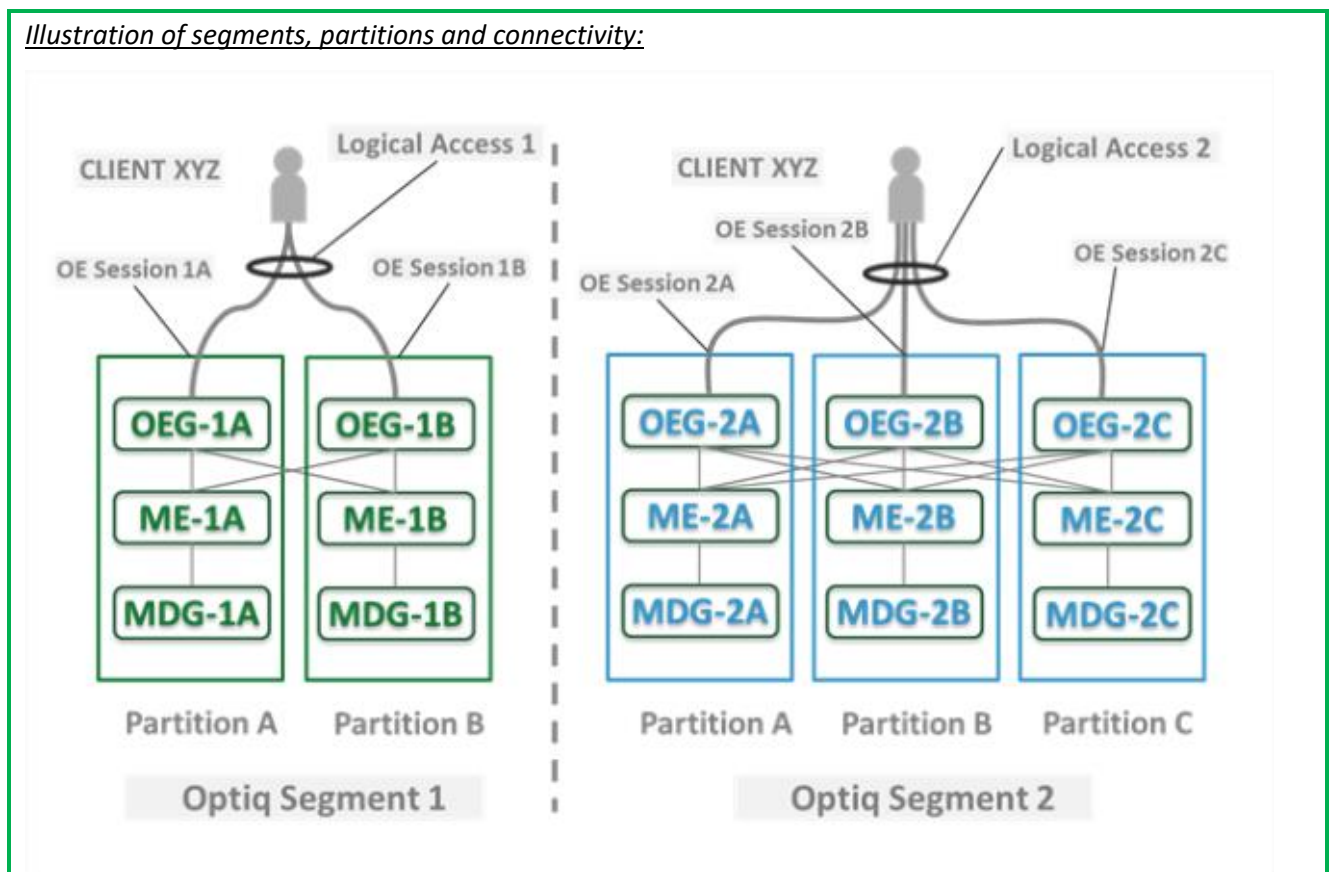 Illustration of segments, partitions and connectivity:
Logical Access 1
CLIENT XYZ
OE Session 1A
OE Session 1B
OEG-1A
OEG-1B
ME-1A
ME-1B
MDG-1A
MDG-1B
Partition A
Partition B
Optiq Segment 1
CLIENT XYZ
Logical Access 2
OE Session 2B
OE Session 2C
OE Session 2A
OEG-2A
OEG-2B
OEG-2C
ME-2A
ME-2B
ME-2C
MDG-2A
MDG-2B
MDG-2C
Partition A
Partition B
Partition C
Optiq Segment 2